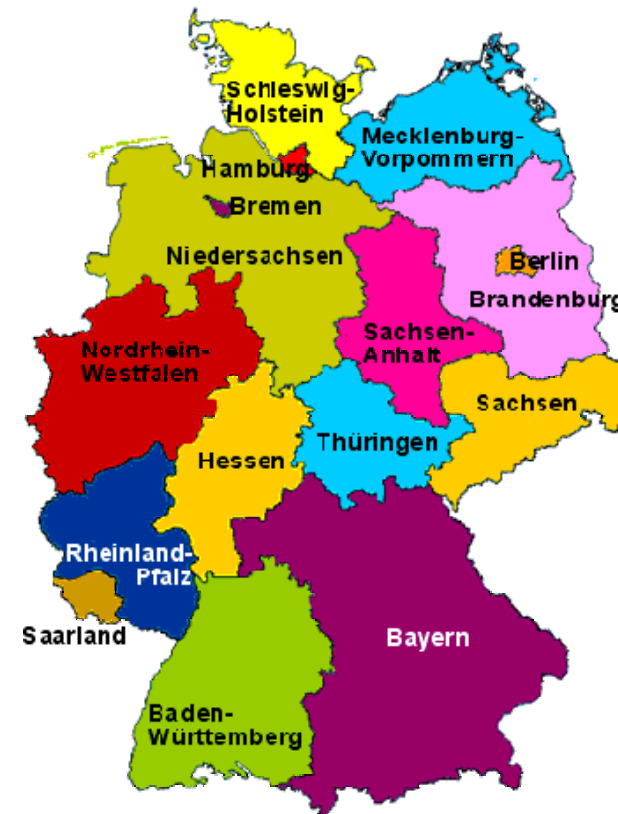 Schleswig-
Holstein
Mecklenburg-
Vorpommern
Hamburg
Bremen
Niedersachsen
Berlin
Brandenburg
Nordrhein-
Westfalen
Sachsen-
Anhalt
Sachsen
Thüringen
Hessen
Rheinland-
Pfalz
Saarland
Bayern
Baden-
Württemberg